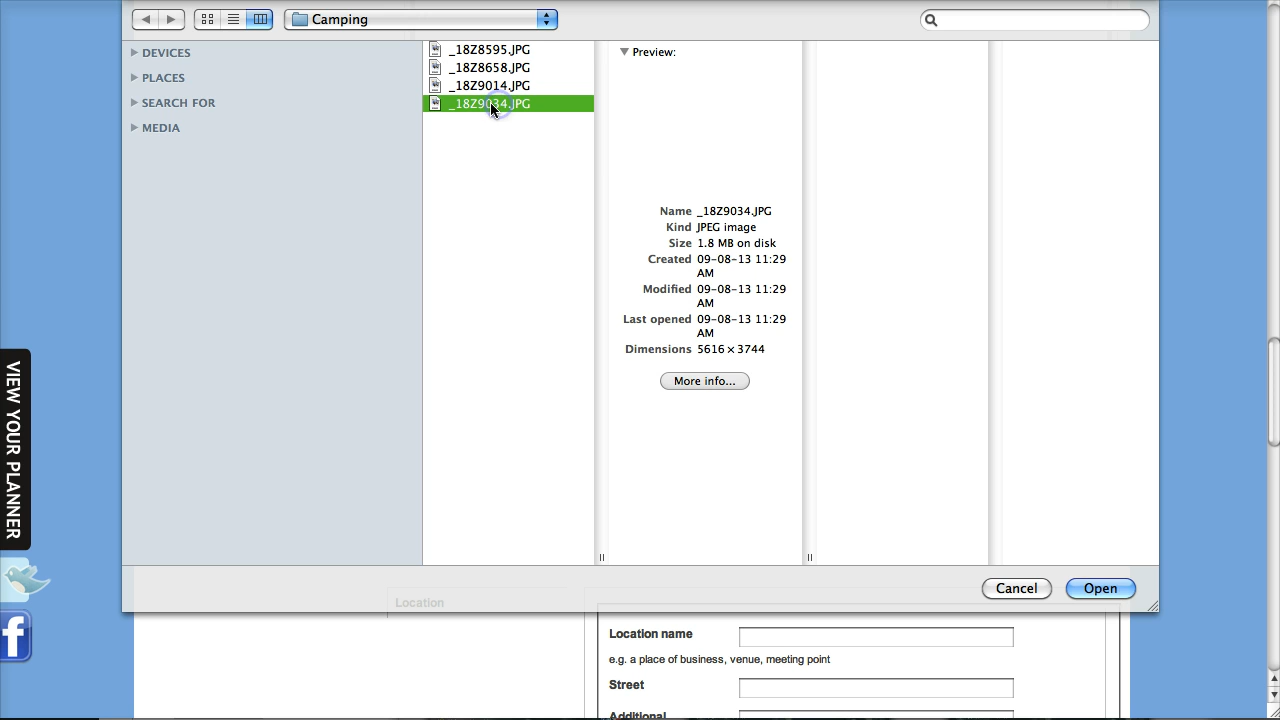 Camping
DEVICES
PLACES
SEARCH FOR
MEDIA
_18Z8595.JPG
_18Z8658.JPG
_18Z9014.JPG
_18Z9034.JPG
Preview:
Name _18Z9034.JPG
Kind JPEG image
Size 1.8 MB on disk
Created 09-08-13 11:29
AM
Modified 09-08-13 11:29
AM
Last opened 09-08-13 11:29
AM
Dimensions 5616 × 3744
More info...
VIEW YOUR PLANNER
Cancel
Open
Location
Location name
e.g. a place of business, venue, meeting point
Street
Additional